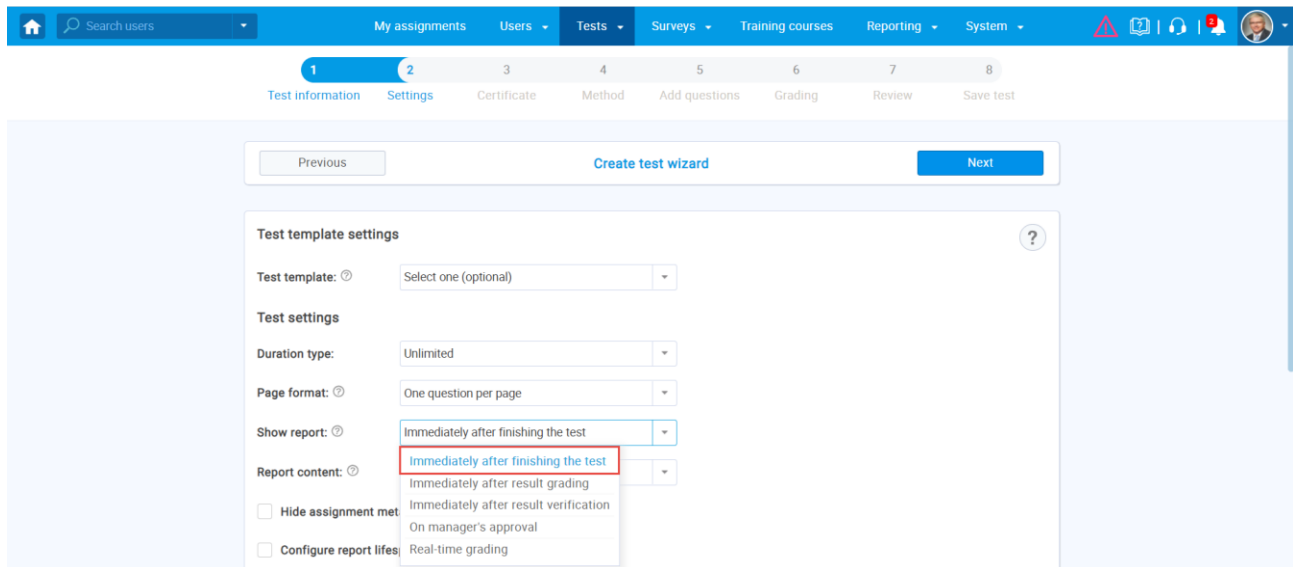 Search users My assignments Users Tests Surveys Training courses Reporting System 2
1 2 3 4 5 6 7 8
Test information Settings Certificate Method Add questions Grading Review Save test
Previous Create test wizard Next
Test template settings ?
Test template: ? Select one (optional)
Test settings
Duration type: Unlimited
Page format: ? One question per page
Show report: ? Immediately after finishing the test
Immediately after finishing the test
Report content: ?
Immediately after result grading
Immediately after result verification
Hide assignment met
On manager's approval
Configure report lifes
Real-time grading